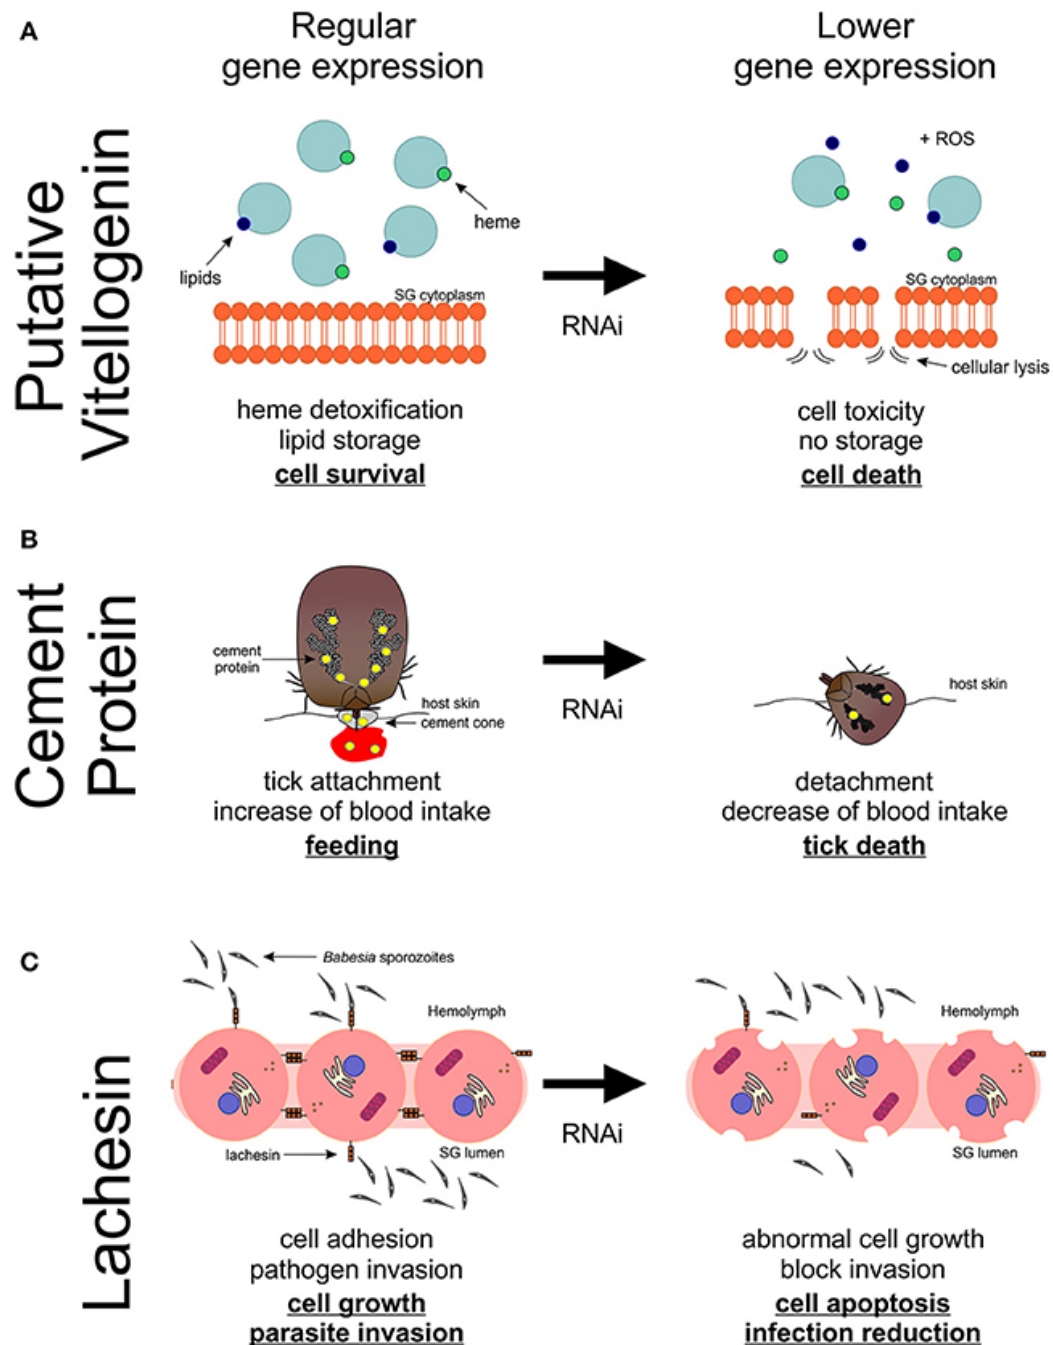 A
Regular
gene expression
Lower
gene expression
Putative
Vitellogenin
heme
lipids
SG cytoplasm
RNAi
+ ROS
SG cytoplasm
cellular lysis
heme detoxification
lipid storage
cell survival
cell toxicity
no storage
cell death
B
Cement
Protein
cement
protein
host skin
cement cone
RNAi
host skin
tick attachment
increase of blood intake
feeding
detachment
decrease of blood intake
tick death
C
Lachesin
Babesia sporozoites
Hemolymph
lachesin
SG lumen
RNAi
Hemolymph
SG lumen
cell adhesion
pathogen invasion
cell growth
parasite invasion
abnormal cell growth
block invasion
cell apoptosis
infection reduction